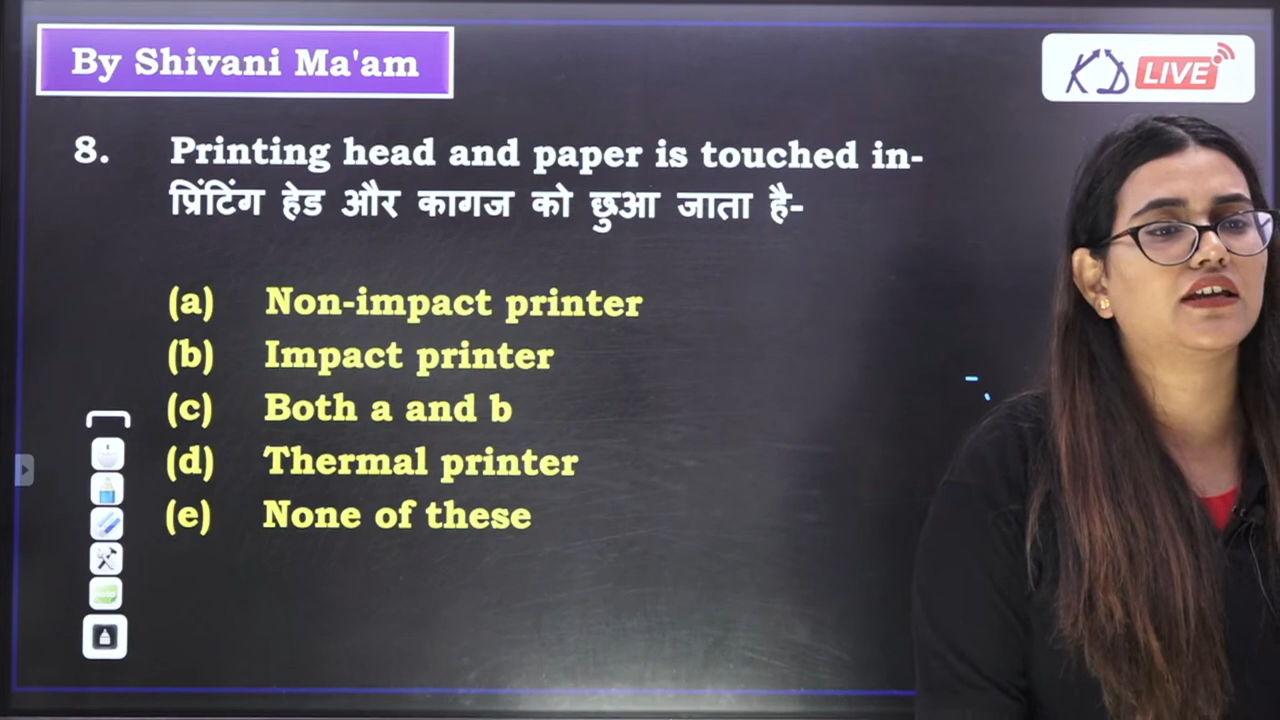 By Shivani Ma'am
KD LIVE
8. Printing head and paper is touched in-
प्रिंटिंग हेड और कागज को छुआ जाता है-
(a) Non-impact printer
(b) Impact printer
(c) Both a and b
(d) Thermal printer
(e) None of these